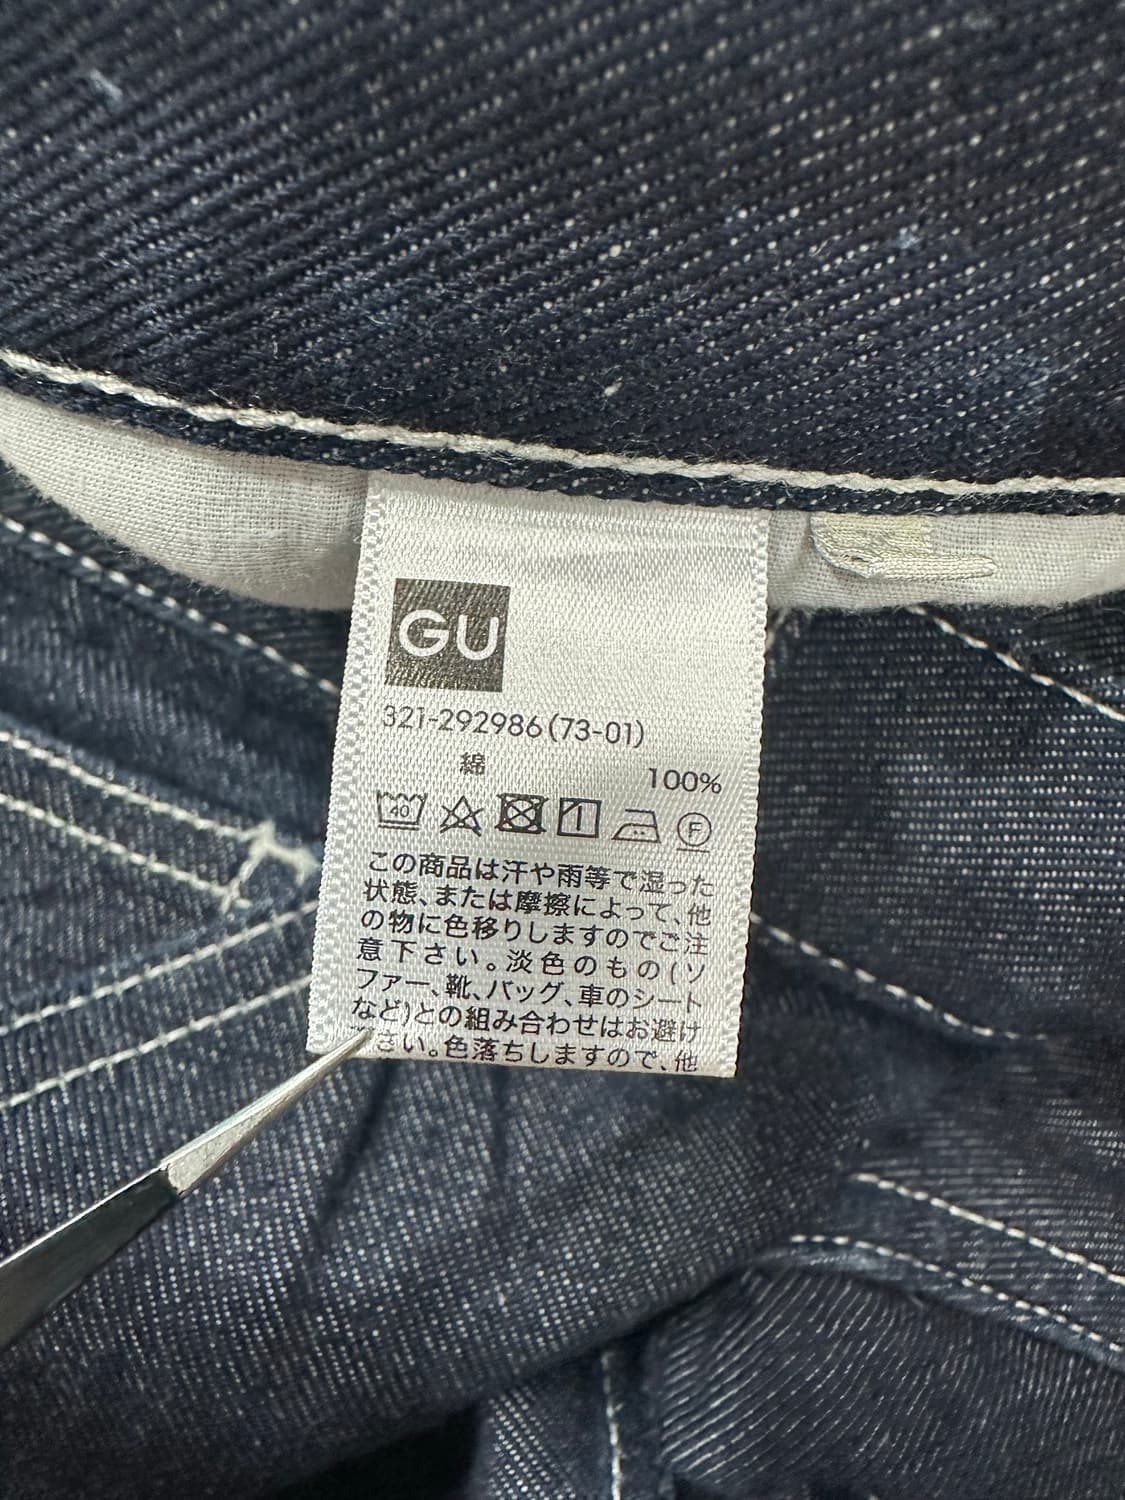 GU
321-292986(73-01)
綿 100%
40 1 F
この商品は汗や雨等で湿った
状態、または摩擦によって、他
の物に色移りしますのでご注
意下さい。淡色のもの(ソ
ファー、靴、バッグ、車のシート
など)との組み合わせはお避け
さい。色落ちしますので、他